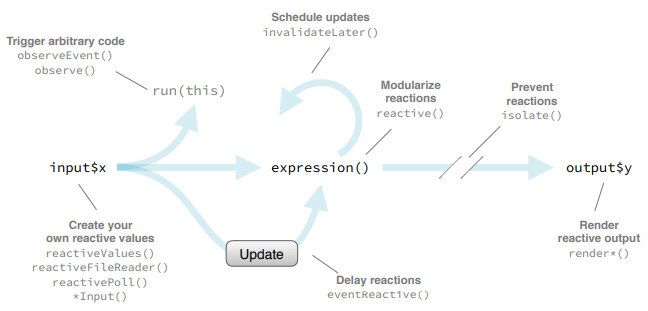 Schedule updates
invalidateLater()
Trigger arbitrary code
observeEvent()
observe()
run(this)
Modularize
reactions
reactive()
Prevent
reactions
isolate()
input$x
expression()
output$y
Create your
own reactive values
reactiveValues()
reactiveFileReader()
reactivePoll()
*Input()
Update
Delay reactions
eventReactive()
Render
reactive output
render*()